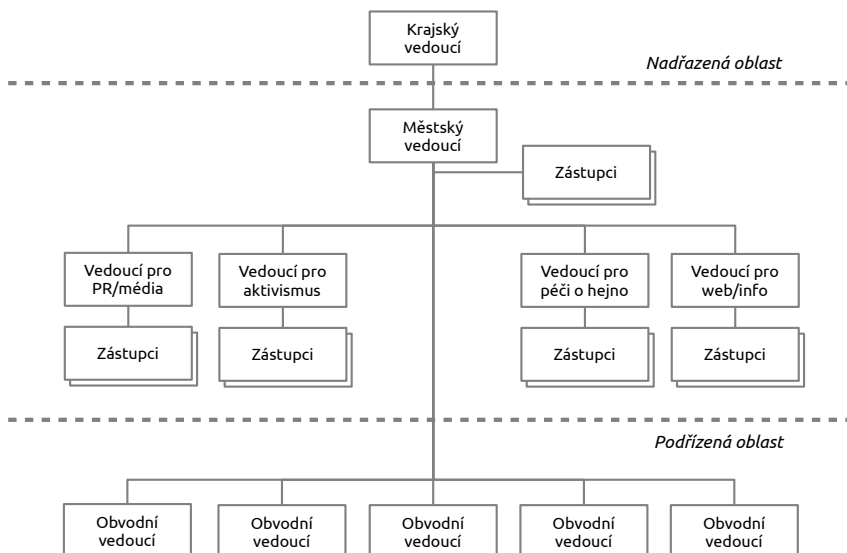 Krajský
vedoucí
Nadřazená oblast
Městský
vedoucí
Zástupci
Vedoucí pro
PR/média
Vedoucí pro
aktivismus
Vedoucí pro
péči o hejno
Vedoucí pro
web/info
Zástupci
Zástupci
Zástupci
Zástupci
Podřízená oblast
Obvodní
vedoucí
Obvodní
vedoucí
Obvodní
vedoucí
Obvodní
vedoucí
Obvodní
vedoucí